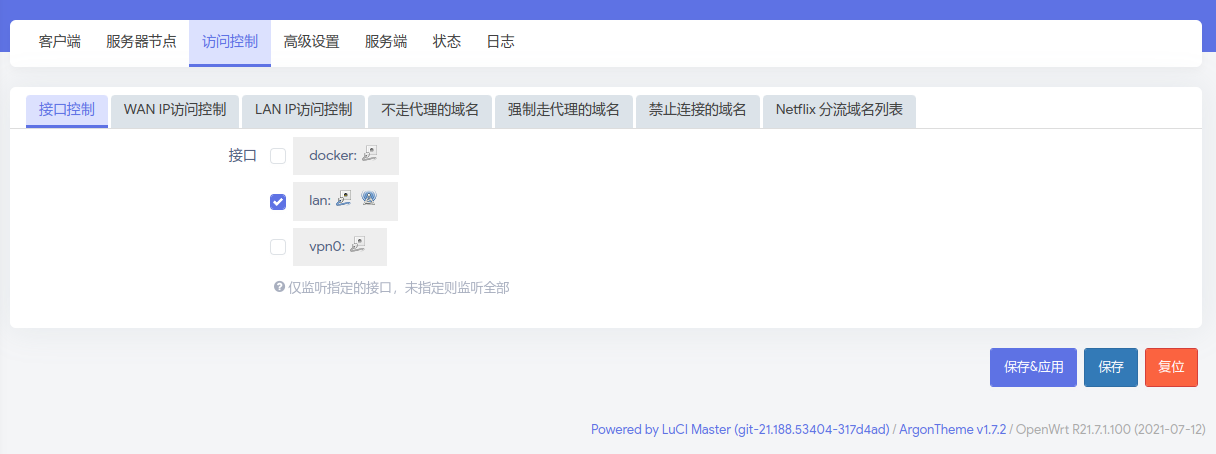 客户端 服务器节点 访问控制 高级设置 服务端 状态 日志
接口控制 WAN IP访问控制 LAN IP访问控制 不走代理的域名 强制走代理的域名 禁止连接的域名 Netflix 分流域名列表
接口 docker:
lan:
vpn0:
仅监听指定的接口，未指定则监听全部
保存&应用 保存 复位
Powered by LuCI Master (git-21.188.53404-317d4ad) / ArgonTheme v1.7.2 / OpenWrt R21.7.1.100 (2021-07-12)